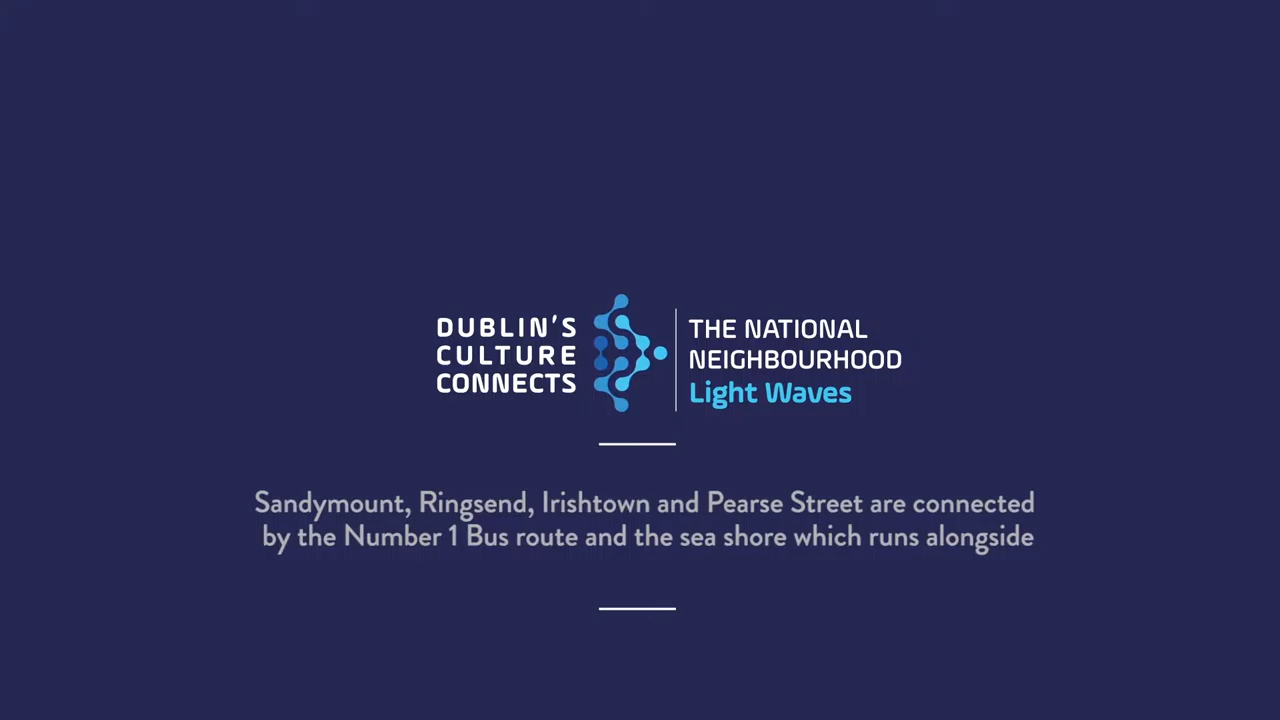 DUBLIN'S
CULTURE
CONNECTS
THE NATIONAL
NEIGHBOURHOOD
Light Waves
Sandymount, Ringsend, Irishtown and Pearse Street are connected
by the Number 1 Bus route and the sea shore which runs alongside